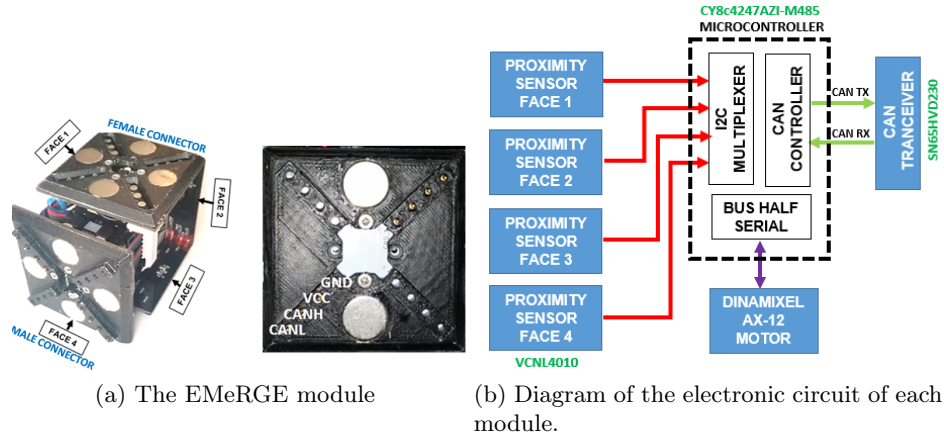 FEMALE CONNECTOR
FACE 1
FACE 2
FACE 3
FACE 4
MALE CONNECTOR
GND
VCC
CANH
CANL
(a) The EMeRGE module
CY8c4247AZI-M485
MICROCONTROLLER
PROXIMITY
SENSOR
FACE 1
PROXIMITY
SENSOR
FACE 2
PROXIMITY
SENSOR
FACE 3
PROXIMITY
SENSOR
FACE 4
VCNL4010
I2C
MULTIPLEXER
CAN
CONTROLLER
BUS HALF
SERIAL
CAN TX
CAN RX
CAN
TRANCEIVER
SN65HVD230
DINAMIXEL
AX-12
MOTOR
(b) Diagram of the electronic circuit of each
module.